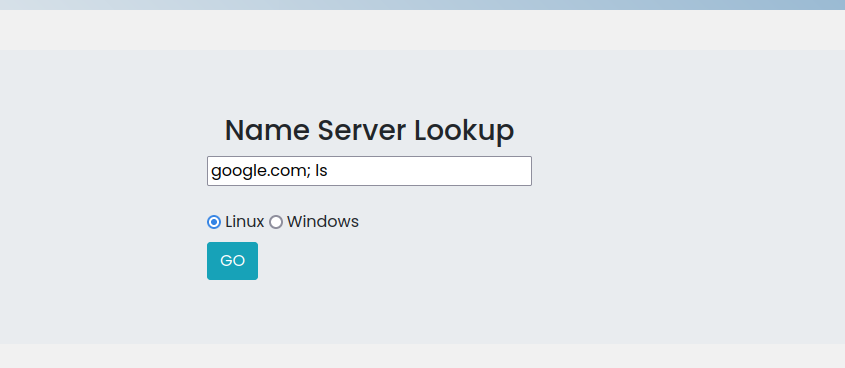 Name Server Lookup
google.com; ls
Linux Windows
GO